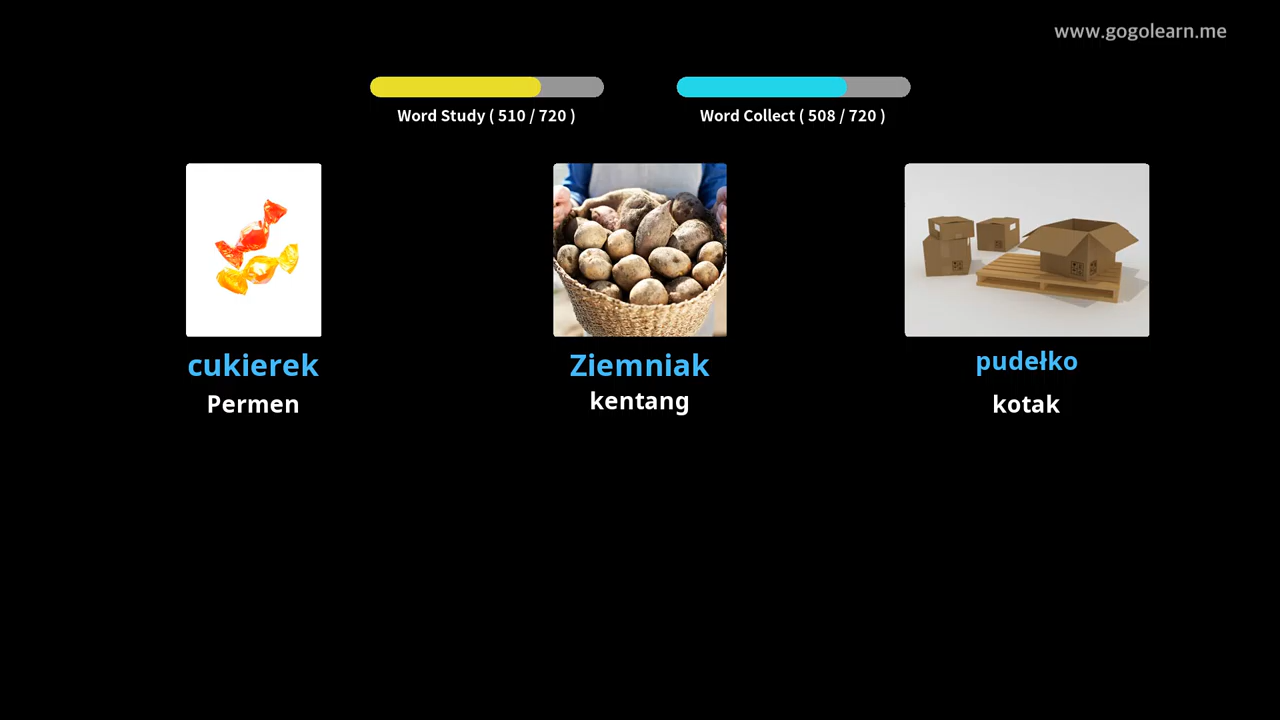 www.gogolearn.me
Word Study ( 510 / 720 )
Word Collect ( 508 / 720 )
cukierek
Permen
Ziemniak
kentang
pudełko
kotak